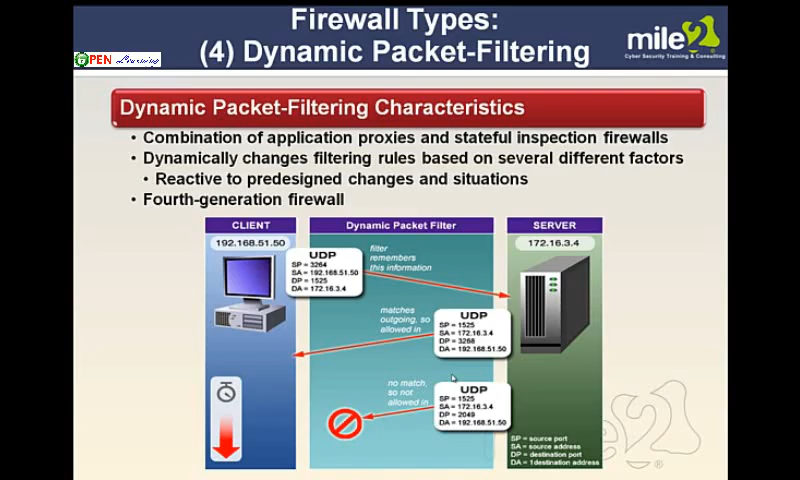 Firewall Types:
(4) Dynamic Packet-Filtering
OPEN Learning
mile2
Cyber Security Training & Consulting
Dynamic Packet-Filtering Characteristics
• Combination of application proxies and stateful inspection firewalls
• Dynamically changes filtering rules based on several different factors
• Reactive to predesigned changes and situations
• Fourth-generation firewall
CLIENT
Dynamic Packet Filter
SERVER
192.168.51.50
172.16.3.4
UDP
SP = 3264
SA = 192.168.51.50
DP = 1525
DA = 172.16.3.4
filter
remembers
this information
matches
outgoing, so
allowed in
UDP
SP = 1525
SA = 172.16.3.4
DP = 3268
DA = 192.168.51.50
no match,
so not
allowed in
UDP
SP = 1525
SA = 172.16.3.4
DP = 2049
DA = 192.168.51.50
SP = source port
SA = source address
DP = destination port
DA = 1destination address
®